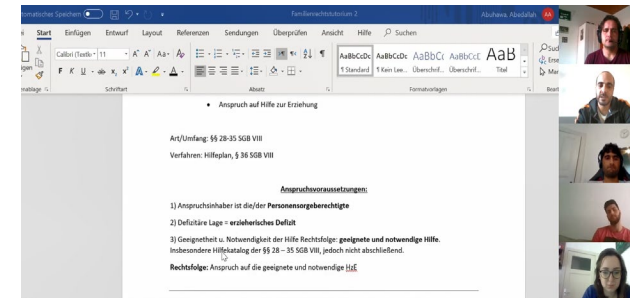 Automatisches Speichern
Familienrechtstutorium 2
Abuhawa, Abedallah AA
Start Einfügen Entwurf Layout Referenzen Sendungen Überprüfen Ansicht Hilfe Suchen
Calibri (Textkö 11
AaBbCcDc AaBbCcDc AaBbCc AaBbCcE AaB
Standard Kein Lee... Überschrif... Überschrif... Titel
F K U
Schriftart Absatz Formatvorlagen
• Anspruch auf Hilfe zur Erziehung
Art/Umfang: §§ 28-35 SGB VIII
Verfahren: Hilfeplan, § 36 SGB VIII
Anspruchsvoraussetzungen:
1) Anspruchsinhaber ist die/der Personensorgeberechtigte
2) Defizitäre Lage = erzieherisches Defizit
3) Geeignetheit u. Notwendigkeit der Hilfe Rechtsfolge: geeignete und notwendige Hilfe.
Insbesondere Hilfekatalog der §§ 28 – 35 SGB VIII, jedoch nicht abschließend.
Rechtsfolge: Anspruch auf die geeignete und notwendige HzE